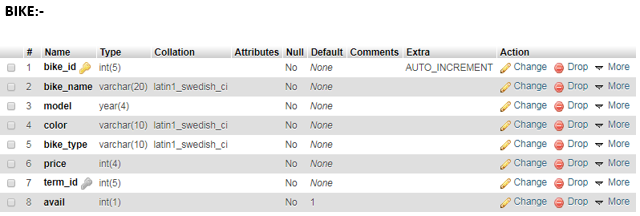 BIKE:-
# Name Type Collation Attributes Null Default Comments Extra Action
1 bike_id int(5) No None AUTO_INCREMENT Change Drop More
2 bike_name varchar(20) latin1_swedish_ci No None Change Drop More
3 model year(4) No None Change Drop More
4 color varchar(10) latin1_swedish_ci No None Change Drop More
5 bike_type varchar(10) latin1_swedish_ci No None Change Drop More
6 price int(4) No None Change Drop More
7 term_id int(5) No None Change Drop More
8 avail int(1) No 1 Change Drop More